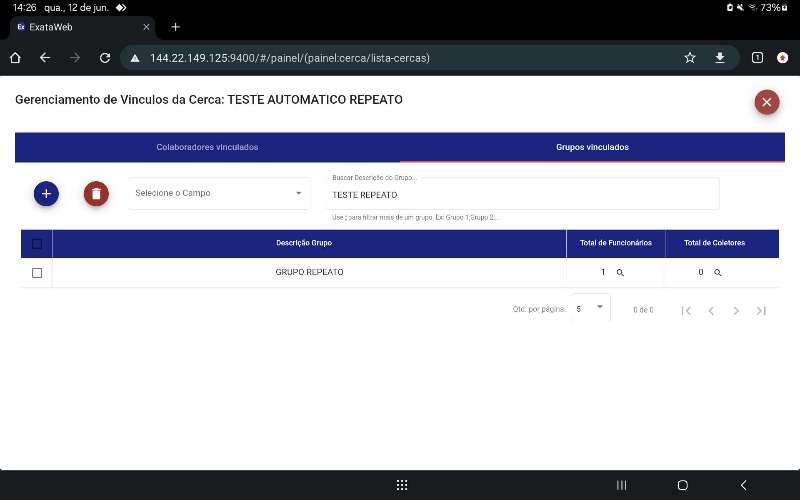 14:26 qua., 12 de jun. 73%
Ex ExataWeb
144.22.149.125:9400/#/painel/(painel:cerca/lista-cercas) 1
Gerenciamento de Vinculos da Cerca: TESTE AUTOMATICO REPEATO
Colaboradores vinculados Grupos vinculados
Buscar Descrição do Grupo...
Selecione o Campo TESTE REPEATO
Use ; para filtrar mais de um grupo. Ex: Grupo 1;Grupo 2...
Descrição Grupo Total de Funcionários Total de Coletores
GRUPO REPEATO 1 0
Qtd. por página: 5 0 de 0